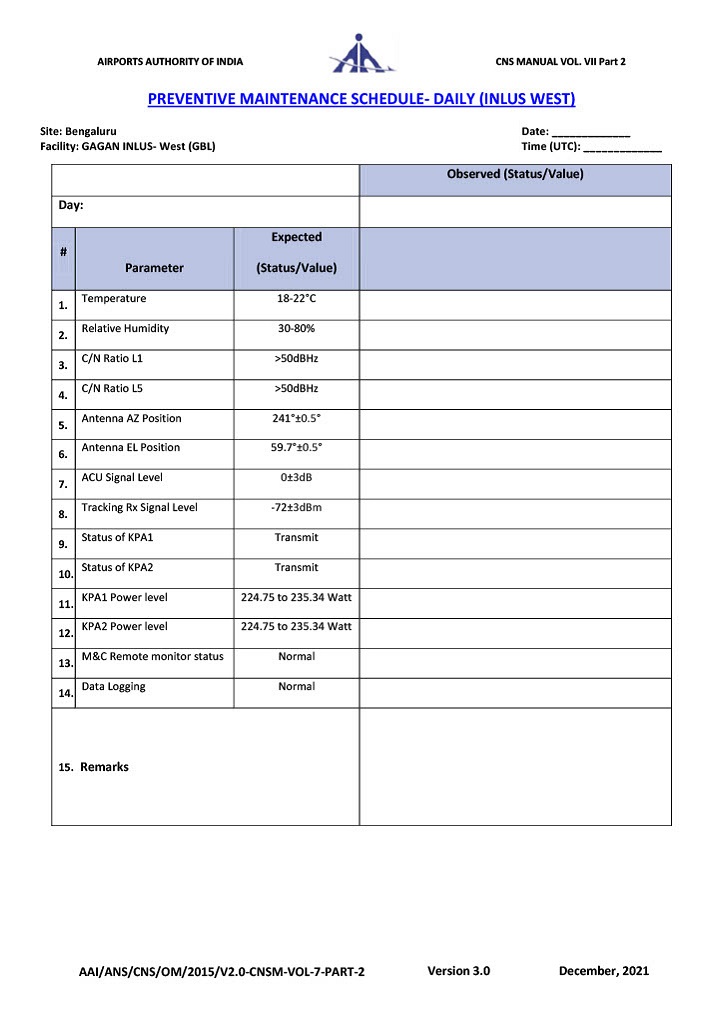 AIRPORTS AUTHORITY OF INDIA
CNS MANUAL VOL. VII Part 2
PREVENTIVE MAINTENANCE SCHEDULE- DAILY (INLUS WEST)
Site: Bengaluru
Date: _____________
Facility: GAGAN INLUS- West (GBL)
Time (UTC): _____________
Observed (Status/Value)
Day:
# Parameter Expected (Status/Value)
1. Temperature 18-22°C
2. Relative Humidity 30-80%
3. C/N Ratio L1 >50dBHz
4. C/N Ratio L5 >50dBHz
5. Antenna AZ Position 241°±0.5°
6. Antenna EL Position 59.7°±0.5°
7. ACU Signal Level 0±3dB
8. Tracking Rx Signal Level -72±3dBm
9. Status of KPA1 Transmit
10. Status of KPA2 Transmit
11. KPA1 Power level 224.75 to 235.34 Watt
12. KPA2 Power level 224.75 to 235.34 Watt
13. M&C Remote monitor status Normal
14. Data Logging Normal
15. Remarks
AAI/ANS/CNS/OM/2015/V2.0-CNSM-VOL-7-PART-2
Version 3.0
December, 2021